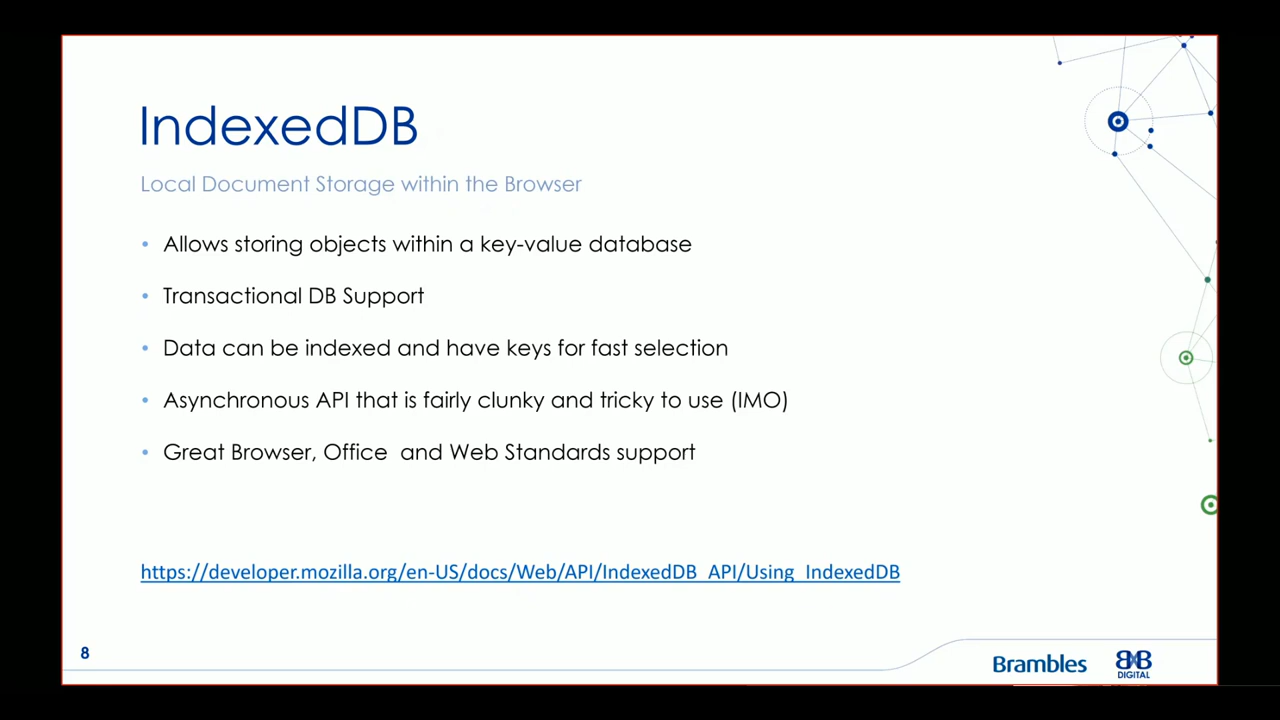 IndexedDB
Local Document Storage within the Browser
• Allows storing objects within a key-value database
• Transactional DB Support
• Data can be indexed and have keys for fast selection
• Asynchronous API that is fairly clunky and tricky to use (IMO)
• Great Browser, Office  and Web Standards support
https://developer.mozilla.org/en-US/docs/Web/API/IndexedDB_API/Using_IndexedDB
8
Brambles
BXB
DIGITAL